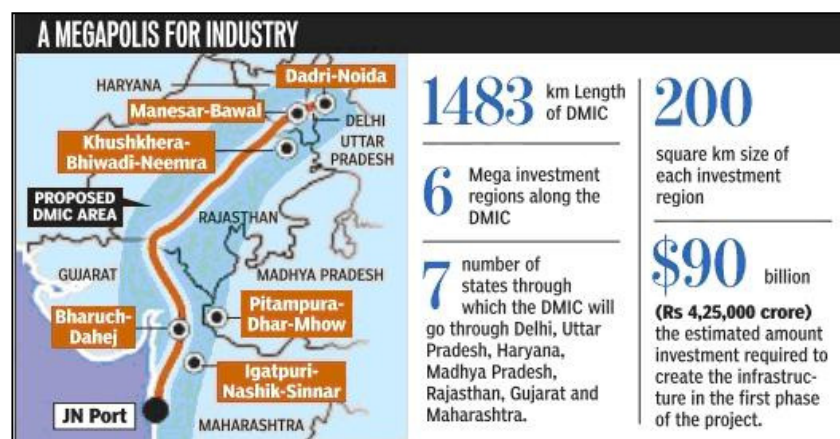 A MEGAPOLIS FOR INDUSTRY
HARYANA
Dadri-Noida
Manesar-Bawal
DELHI
Khushkhera-
Bhiwadi-Neemra
UTTAR
PRADESH
PROPOSED
DMIC AREA
RAJASTHAN
GUJARAT
MADHYA PRADESH
Bharuch-
Dahej
Pitampura-
Dhar-Mhow
Igatpuri-
Nashik-Sinnar
JN Port
MAHARASHTRA
1483 km Length
of DMIC
6 Mega investment
regions along the
DMIC
7 number of
states through
which the DMIC will
go through Delhi, Uttar
Pradesh, Haryana,
Madhya Pradesh,
Rajasthan, Gujarat and
Maharashtra.
200
square km size of
each investment
region
$90 billion
(Rs 4,25,000 crore)
the estimated amount
investment required to
create the infrastruc-
ture in the first phase
of the project.